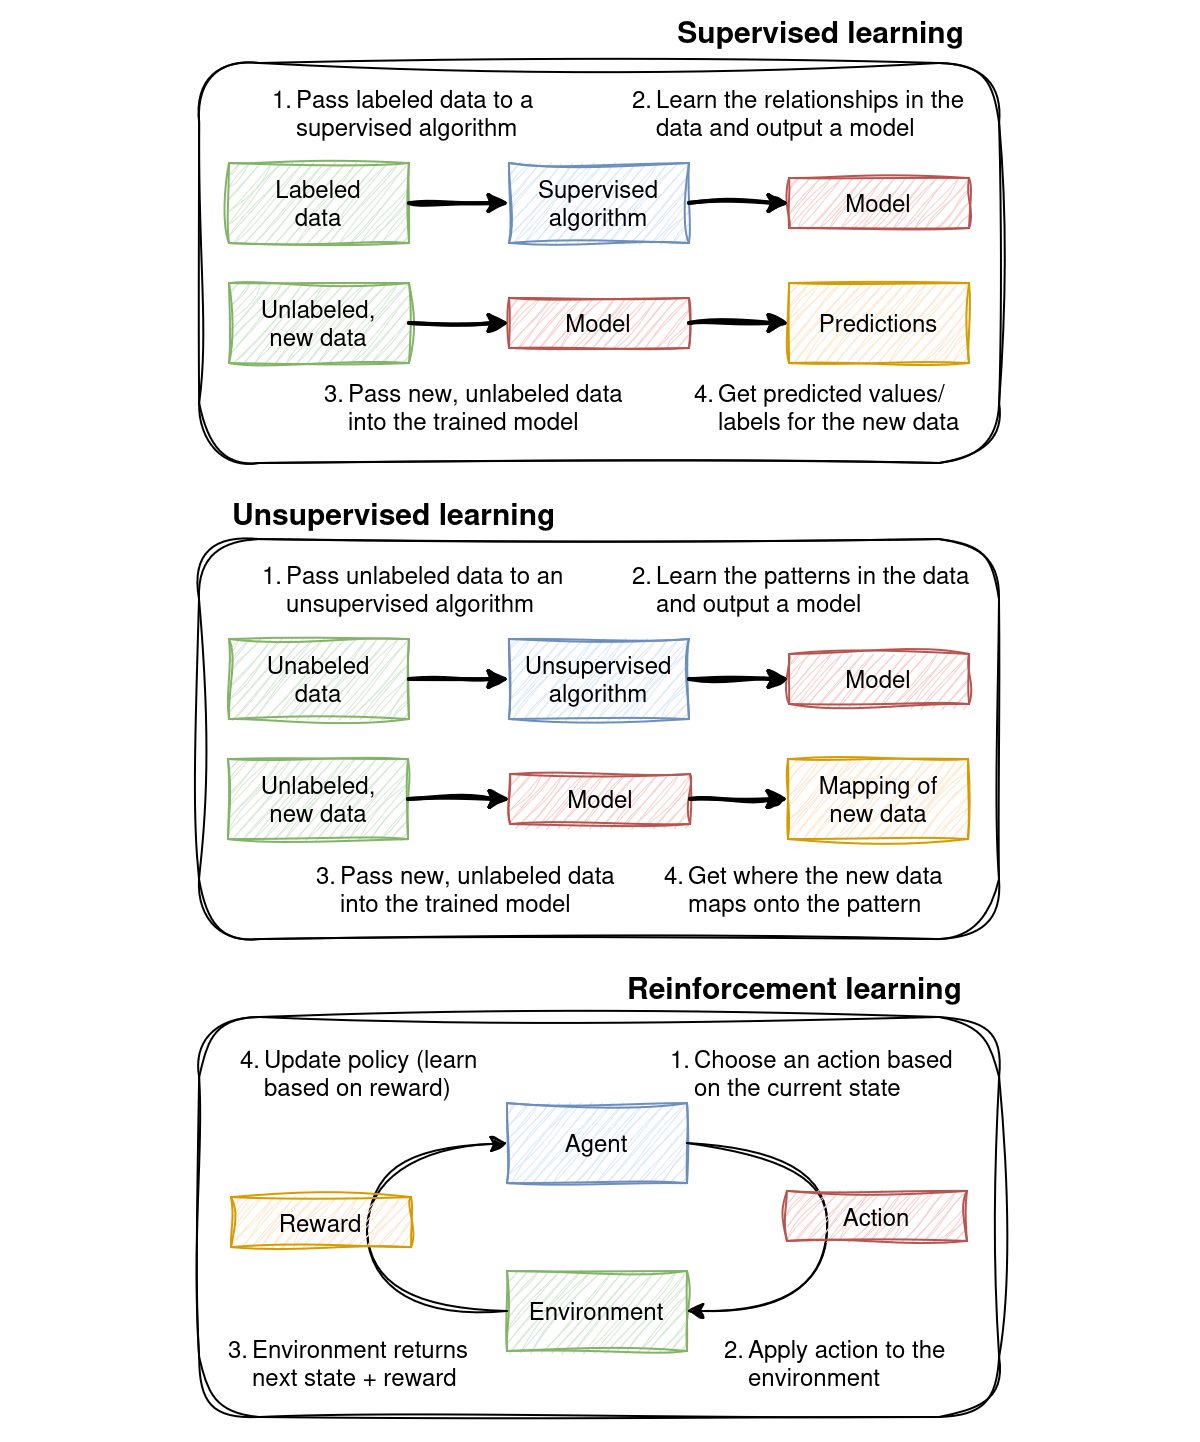 Supervised learning
1. Pass labeled data to a
supervised algorithm
2. Learn the relationships in the
data and output a model
Labeled
data
Supervised
algorithm
Model
Unlabeled,
new data
Model
Predictions
3. Pass new, unlabeled data
into the trained model
4. Get predicted values/
labels for the new data
Unsupervised learning
1. Pass unlabeled data to an
unsupervised algorithm
2. Learn the patterns in the data
and output a model
Unabeled
data
Unsupervised
algorithm
Model
Unlabeled,
new data
Model
Mapping of
new data
3. Pass new, unlabeled data
into the trained model
4. Get where the new data
maps onto the pattern
Reinforcement learning
4. Update policy (learn
based on reward)
1. Choose an action based
on the current state
Agent
Reward
Action
Environment
3. Environment returns
next state + reward
2. Apply action to the
environment